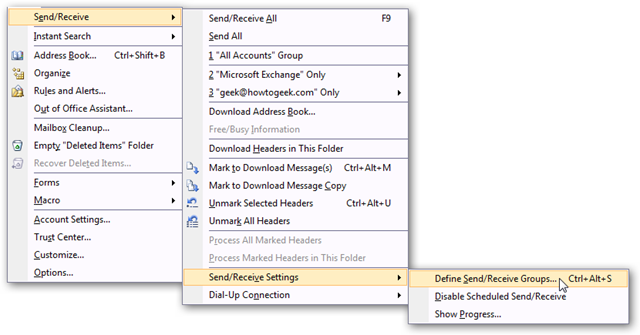 Send/Receive
Instant Search
Address Book... Ctrl+Shift+B
Organize
Rules and Alerts...
Out of Office Assistant...
Mailbox Cleanup...
Empty "Deleted Items" Folder
Recover Deleted Items...
Forms
Macro
Account Settings...
Trust Center...
Customize...
Options...
Send/Receive All F9
Send All
1 "All Accounts" Group
2 "Microsoft Exchange" Only
3 "geek@howtogeek.com" Only
Download Address Book...
Free/Busy Information
Download Headers in This Folder
Mark to Download Message(s) Ctrl+Alt+M
Mark to Download Message Copy
Unmark Selected Headers Ctrl+Alt+U
Unmark All Headers
Process All Marked Headers
Process Marked Headers in This Folder
Send/Receive Settings
Dial-Up Connection
Define Send/Receive Groups... Ctrl+Alt+S
Disable Scheduled Send/Receive
Show Progress...